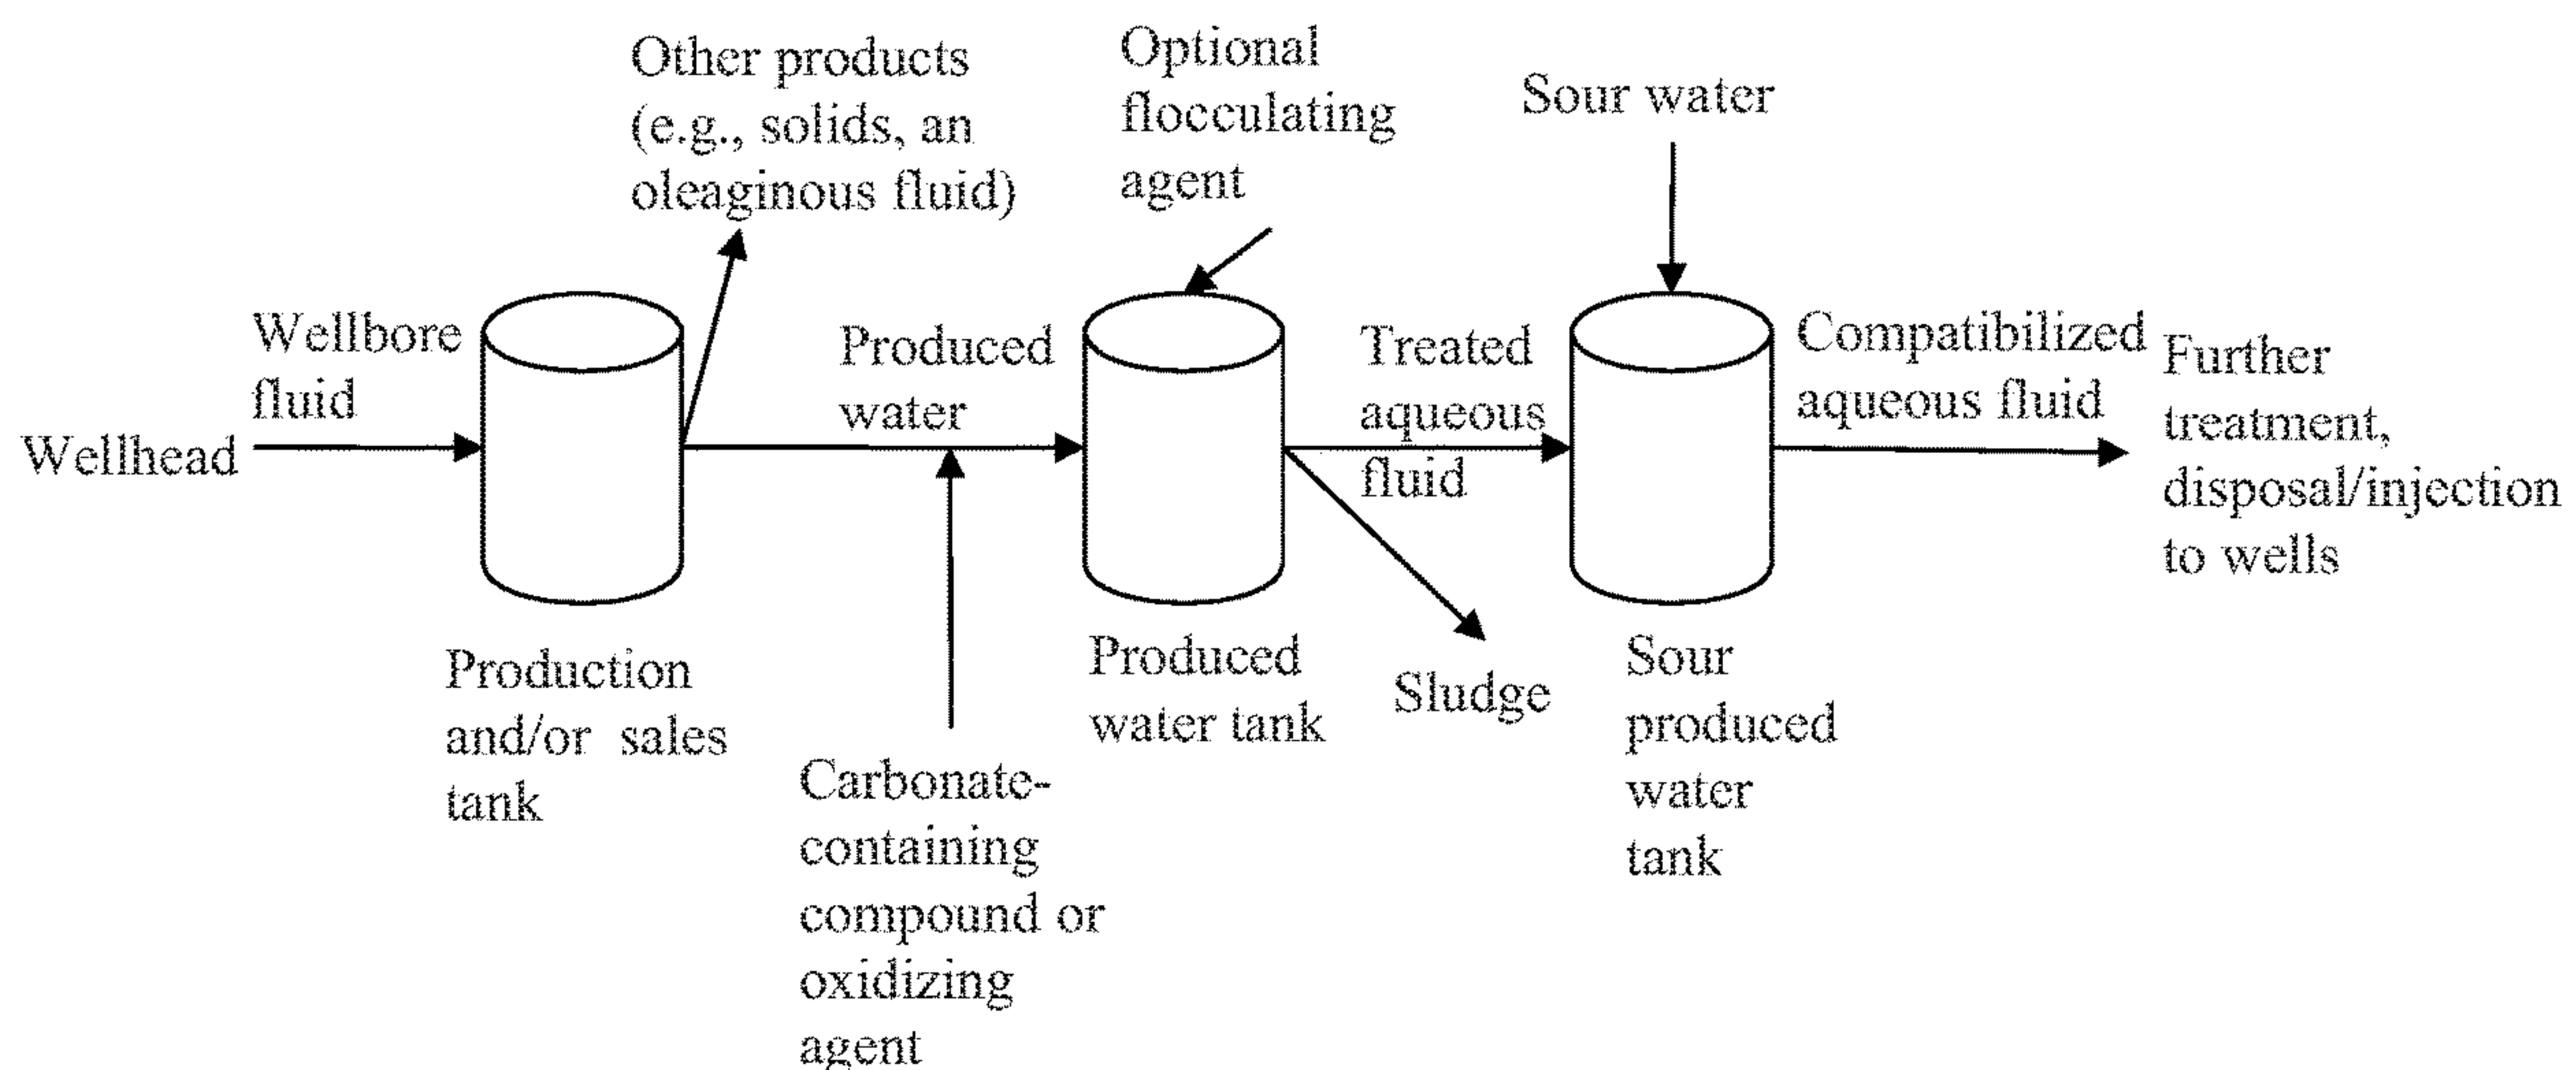 Other products
(e.g., solids, an
oleaginous fluid)
Optional
flocculating
agent
Sour water
Wellbore
fluid
Wellhead
Produced
water
Treated
aqueous
fluid
Compatibilized
aqueous fluid
Further
treatment,
disposal/injection
to wells
Production
and/or sales
tank
Carbonate-
containing
compound or
oxidizing
agent
Produced
water tank
Sludge
Sour
produced
water
tank